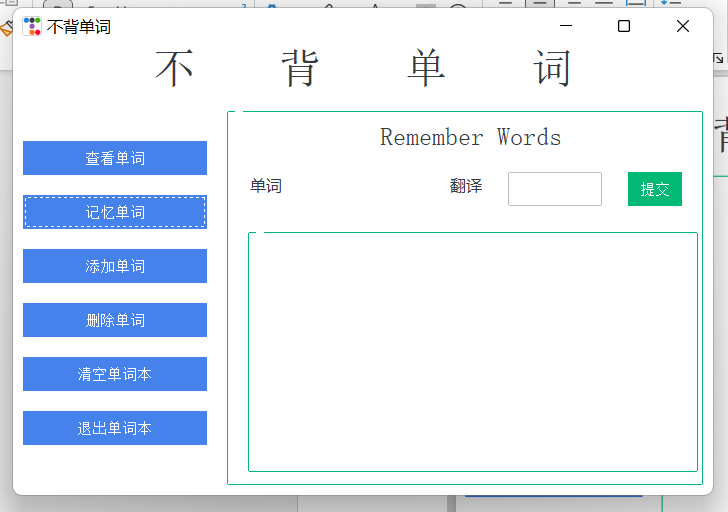 不背单词
不 背 单 词
查看单词
记忆单词
添加单词
删除单词
清空单词本
退出单词本
Remember Words
单词 翻译 提交